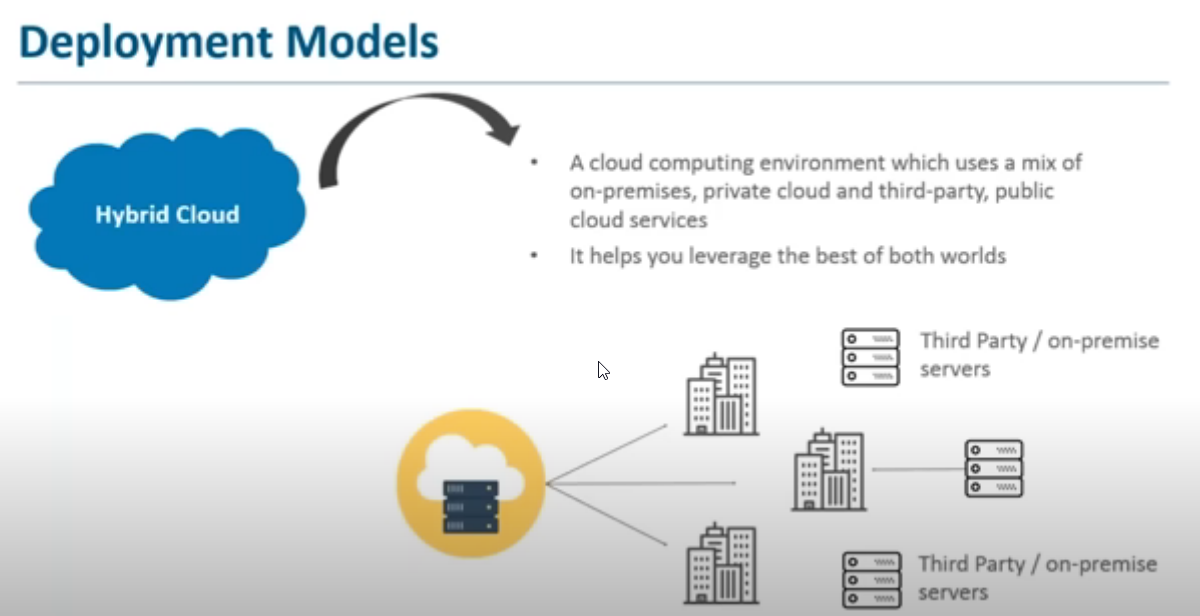 Deployment Models
Hybrid Cloud
• A cloud computing environment which uses a mix of
on-premises, private cloud and third-party, public
cloud services
• It helps you leverage the best of both worlds
Third Party / on-premise
servers
Third Party / on-premise
servers